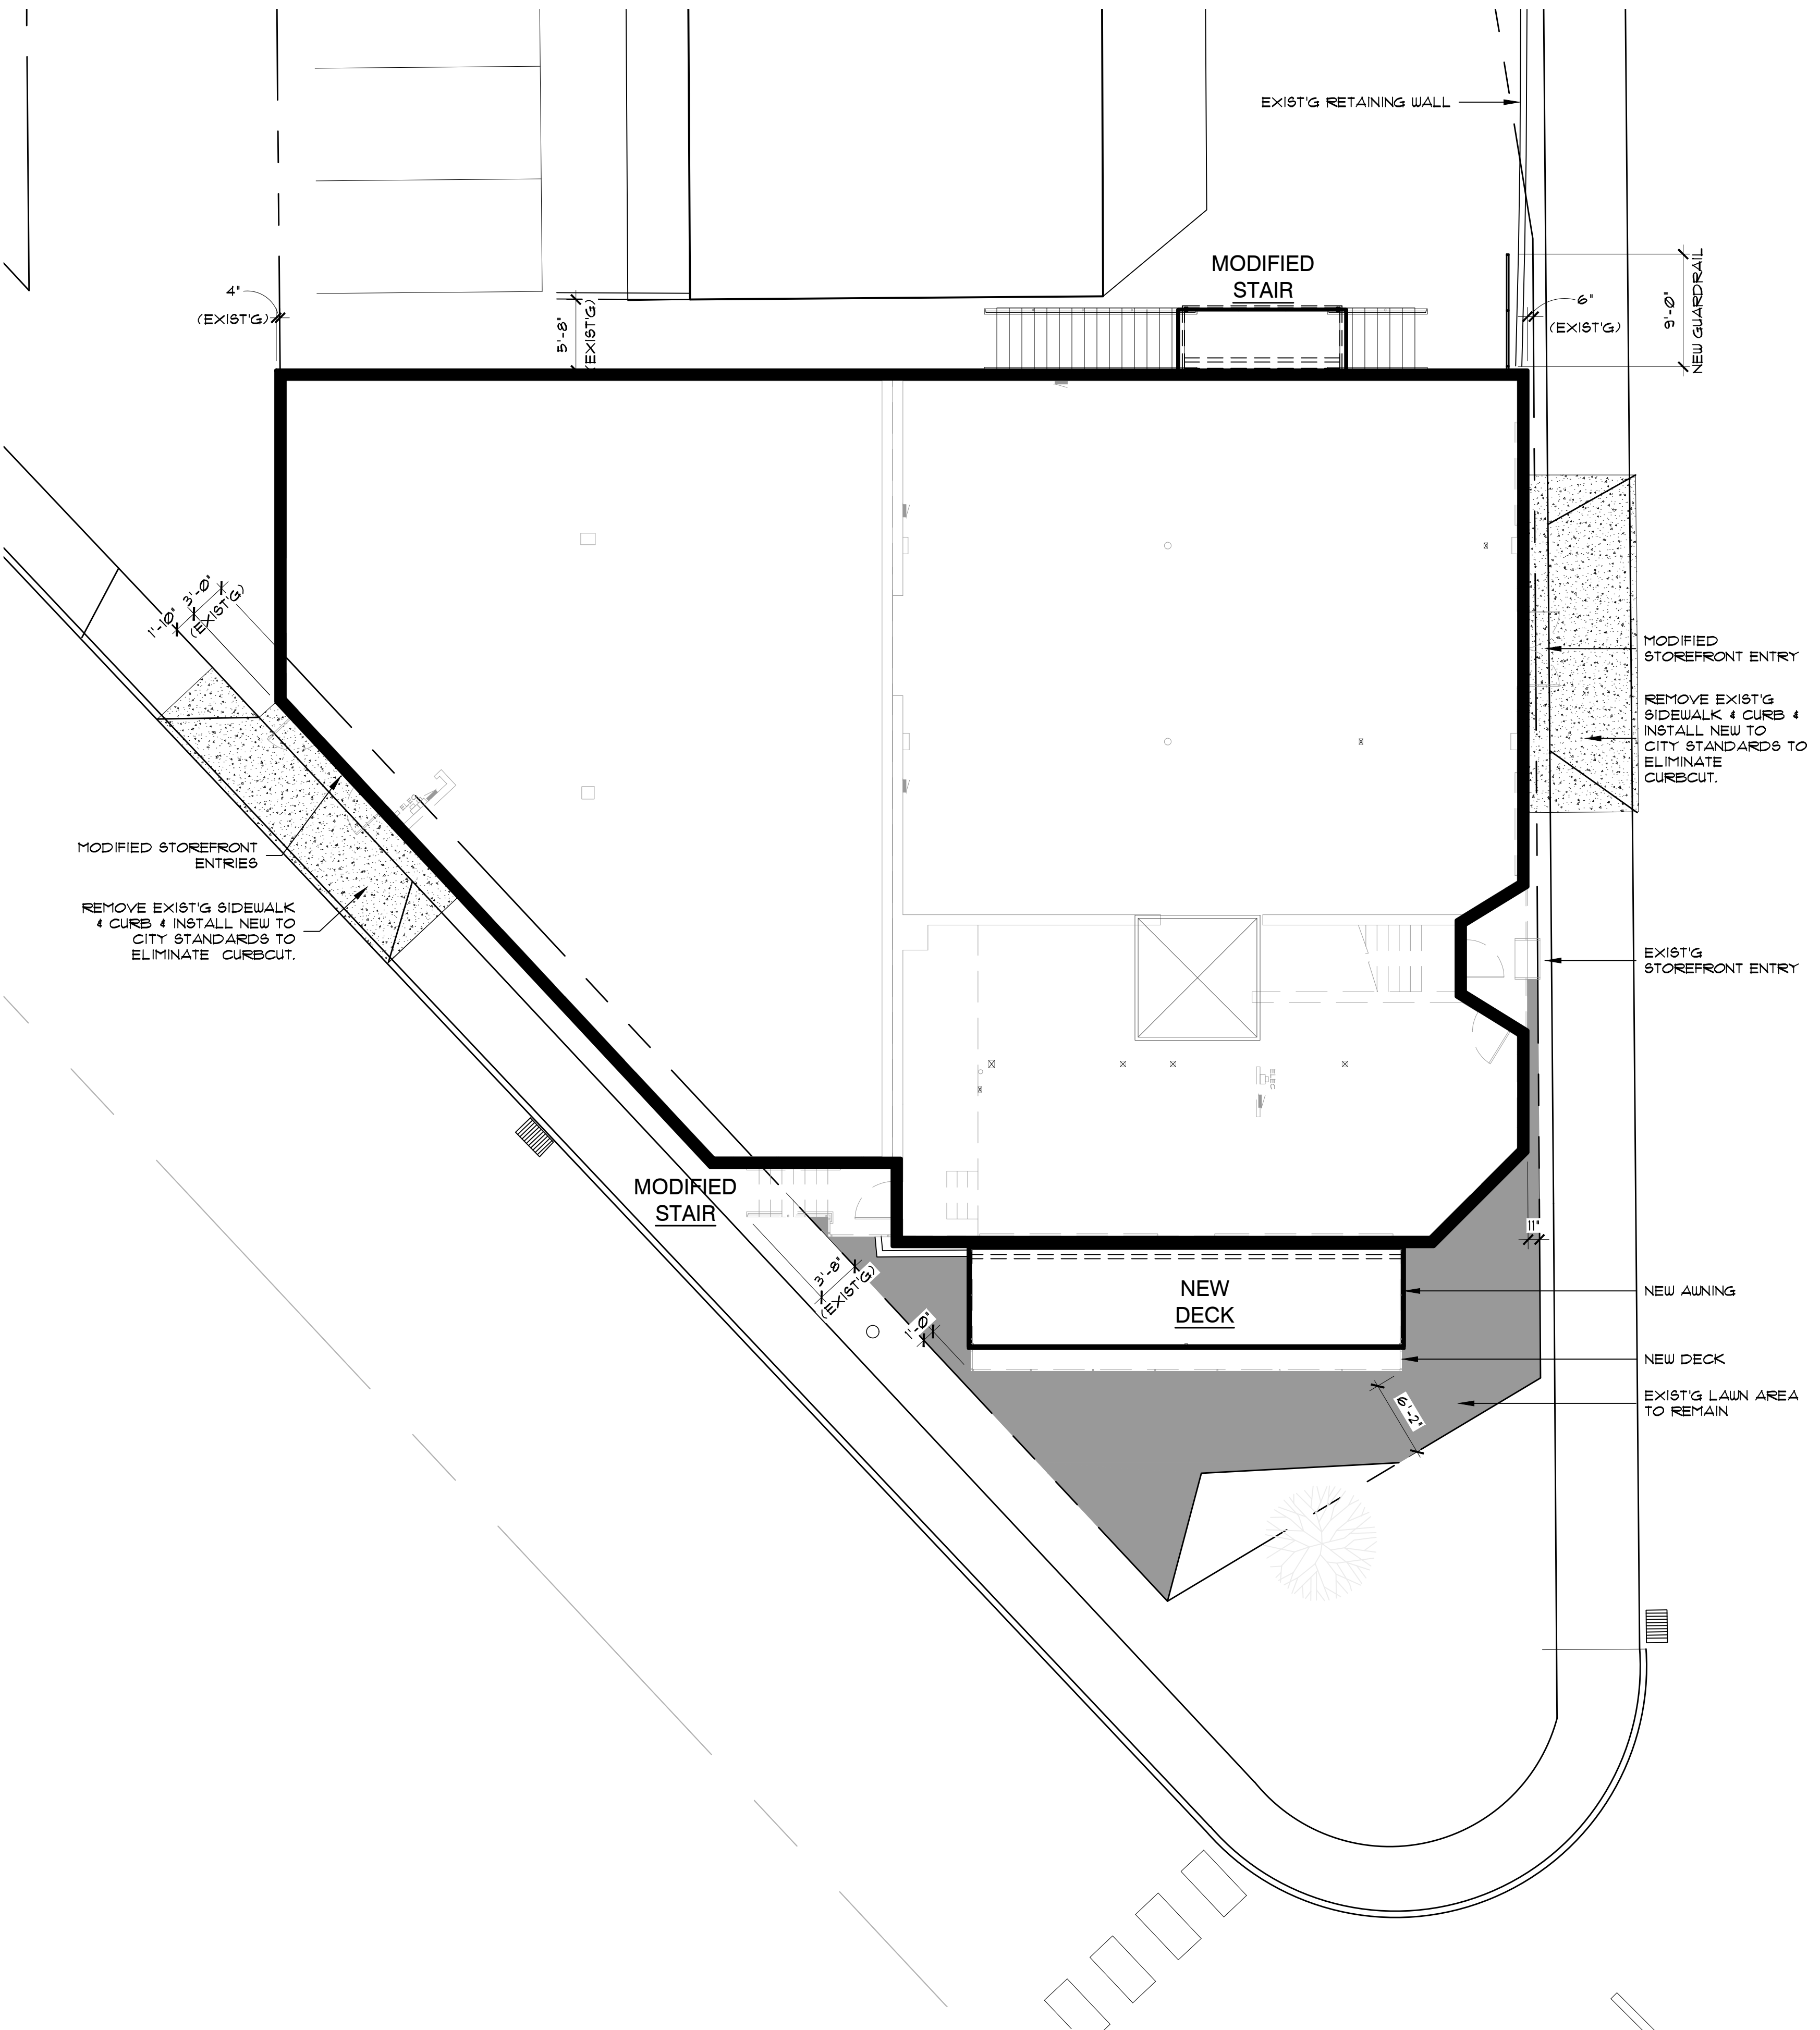 EXIST'G RETAINING WALL
MODIFIED
STAIR
4"
(EXIST'G)
5'-8"
(EXIST'G)
6"
(EXIST'G)
9'-0"
NEW GUARDRAIL
3'-0"
(EXIST'G)
1'-0"
MODIFIED
STOREFRONT ENTRY
REMOVE EXIST'G
SIDEWALK & CURB &
INSTALL NEW TO
CITY STANDARDS TO
ELIMINATE
CURBCUT.
ELEC
MODIFIED STOREFRONT
ENTRIES
REMOVE EXIST'G SIDEWALK
& CURB & INSTALL NEW TO
CITY STANDARDS TO
ELIMINATE CURBCUT.
EXIST'G
STOREFRONT ENTRY
ELEC
MODIFIED
STAIR
11"
3'-8"
(EXIST'G)
NEW
DECK
NEW AWNING
1'-0"
NEW DECK
6'-2"
EXIST'G LAWN AREA
TO REMAIN